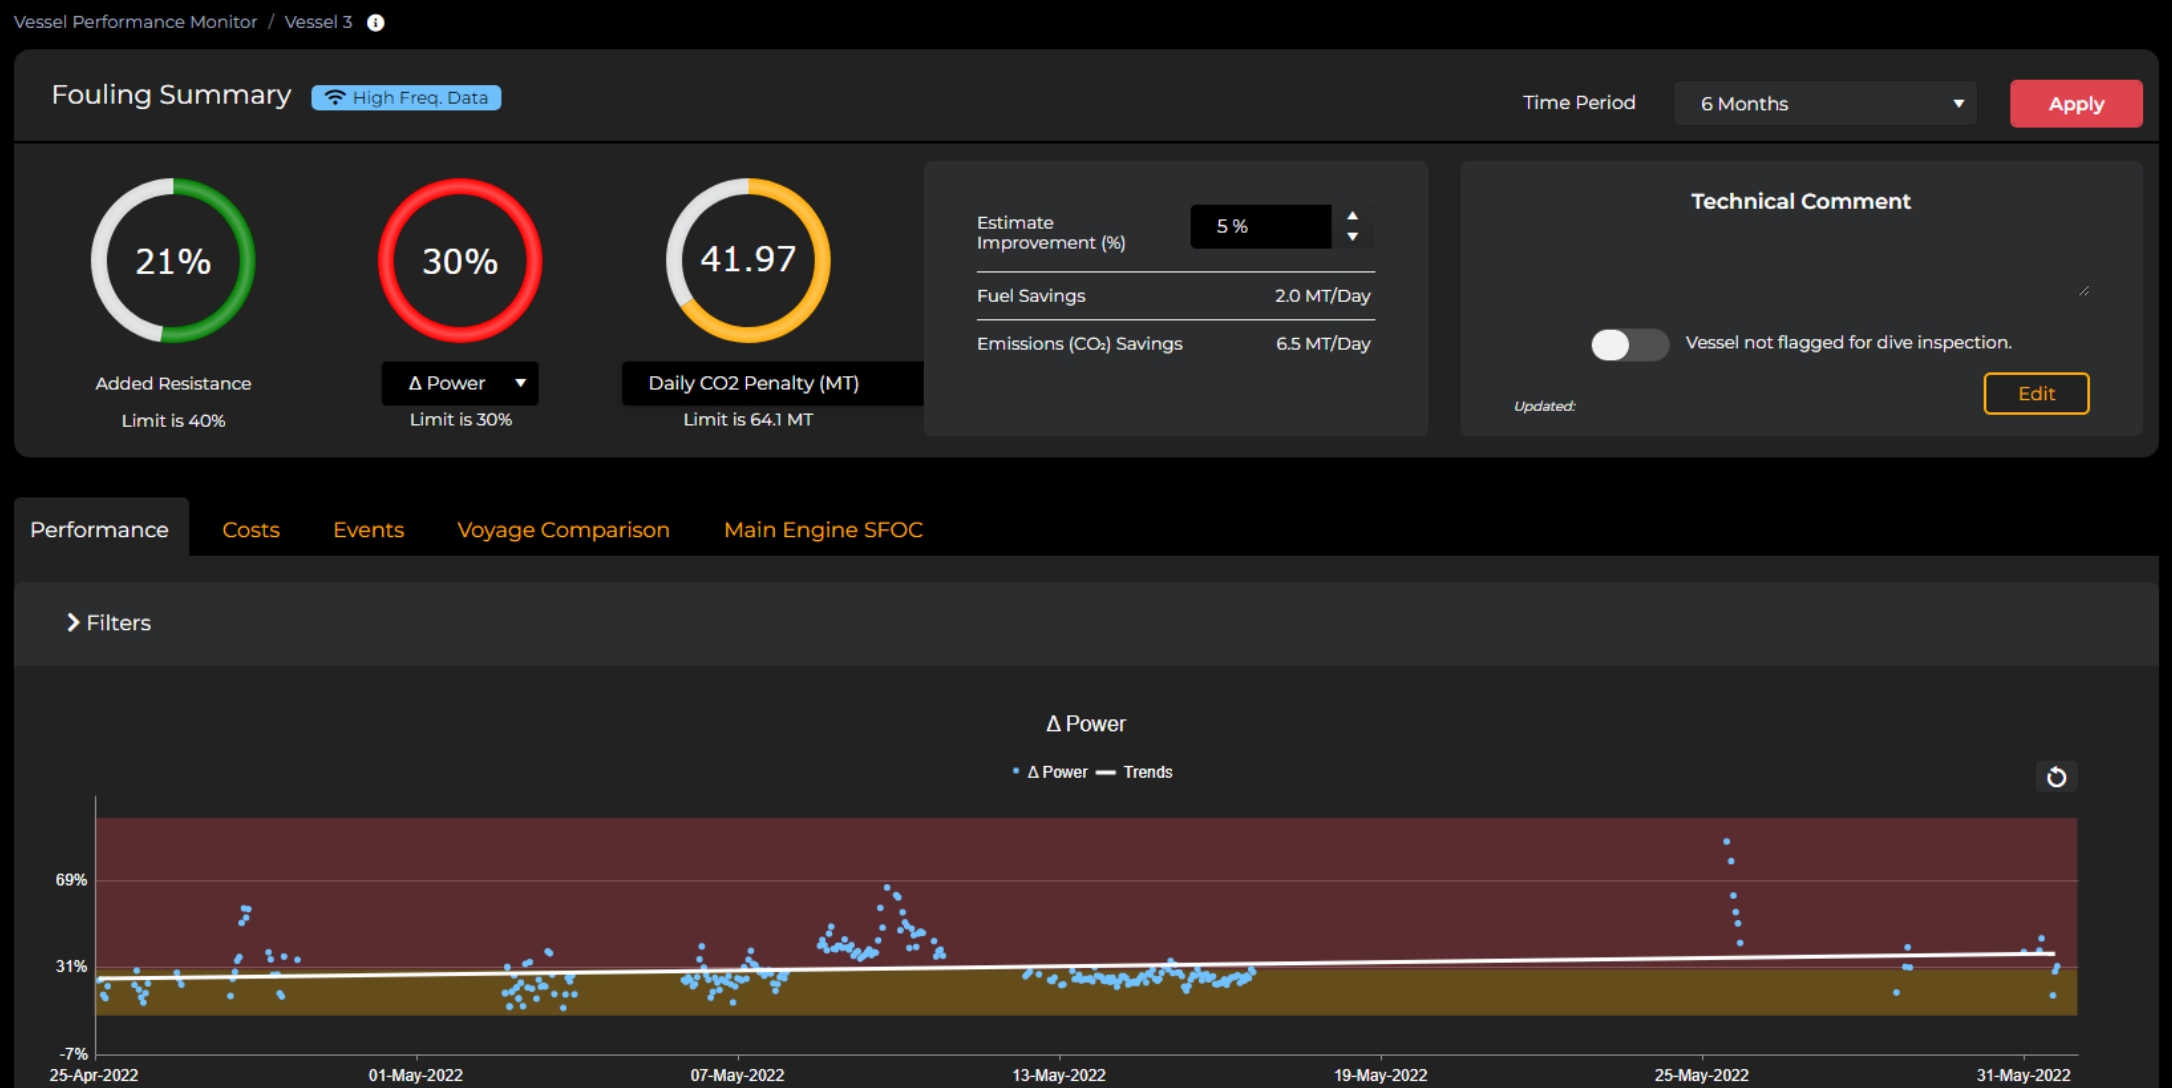 Vessel Performance Monitor / Vessel 3
Fouling Summary
High Freq. Data
Time Period
6 Months
Apply
21%
Added Resistance
Limit is 40%
30%
Δ Power
Limit is 30%
41.97
Daily CO2 Penalty (MT)
Limit is 64.1 MT
Estimate
Improvement (%)
5 %
Fuel Savings 2.0 MT/Day
Emissions (CO₂) Savings 6.5 MT/Day
Technical Comment
Vessel not flagged for dive inspection.
Updated:
Edit
Performance
Costs
Events
Voyage Comparison
Main Engine SFOC
Filters
Δ Power
Δ Power
Trends
69%
31%
-7%
25-Apr-2022
01-May-2022
07-May-2022
13-May-2022
19-May-2022
25-May-2022
31-May-2022